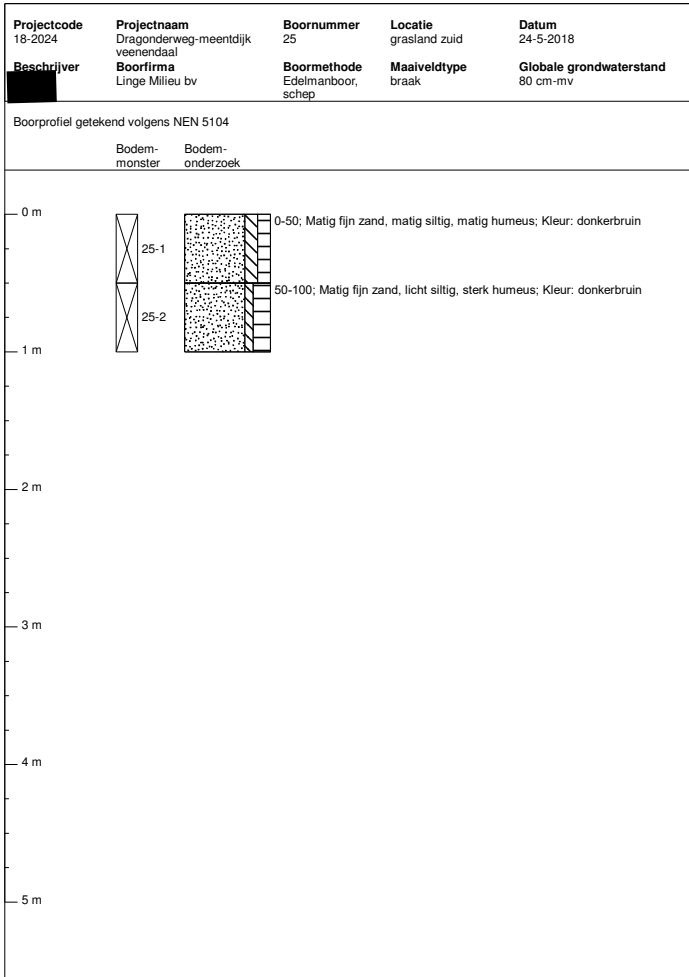 Projectcode Projectnaam Boornummer Locatie Datum
18-2024 Dragonderweg-meentdijk 25 grasland zuid 24-5-2018
veenendaal
Beschrijver Boorfirma Boormethode Maaiveldtype Globale grondwaterstand
Linge Milieu bv Edelmanboor, braak 80 cm-mv
schep
Boorprofiel getekend volgens NEN 5104
Bodem- Bodem-
monster onderzoek
0 m
0-50; Matig fijn zand, matig siltig, matig humeus; Kleur: donkerbruin
25-1
50-100; Matig fijn zand, licht siltig, sterk humeus; Kleur: donkerbruin
25-2
1 m
2 m
3 m
4 m
5 m